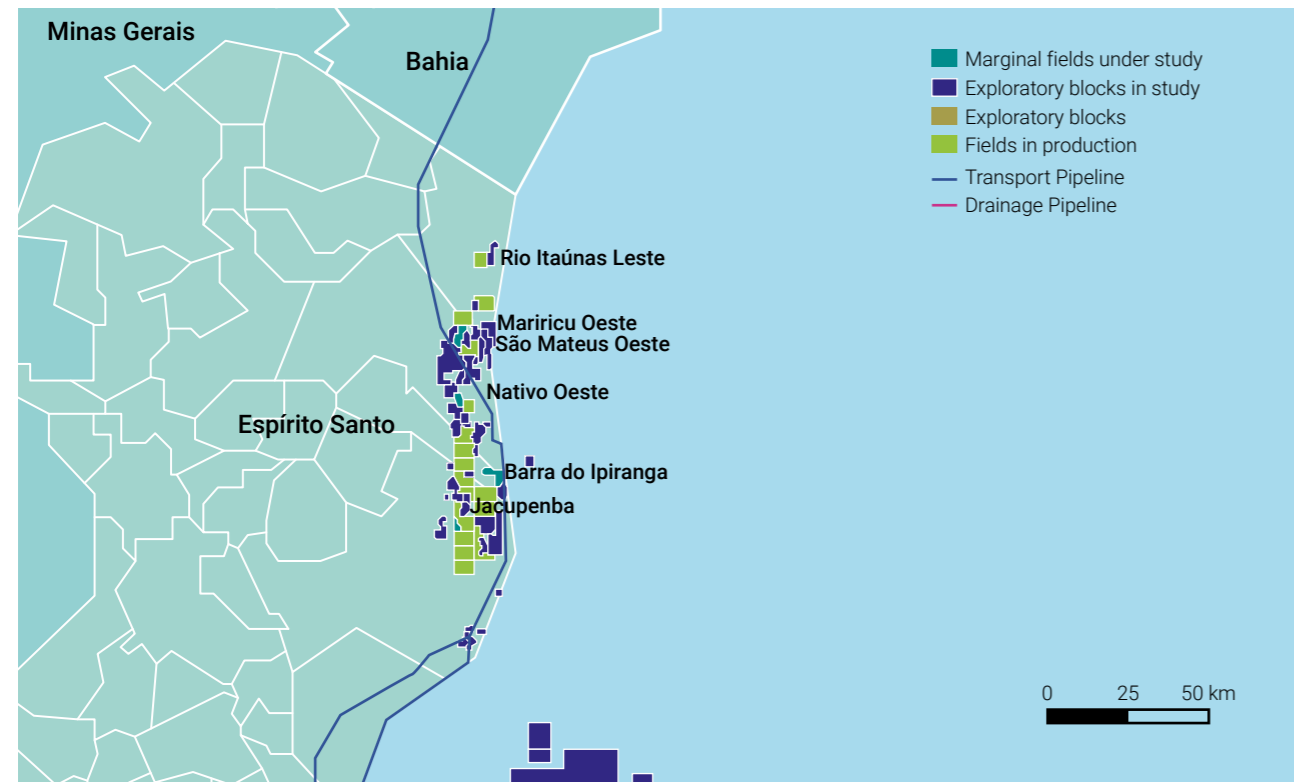 Minas Gerais
Bahia
Marginal fields under study
Exploratory blocks in study
Exploratory blocks
Fields in production
Transport Pipeline
Drainage Pipeline
Rio Itaúnas Leste
Mariricu Oeste
São Mateus Oeste
Nativo Oeste
Espírito Santo
Barra do Ipiranga
Jacupenba
0 25 50 km